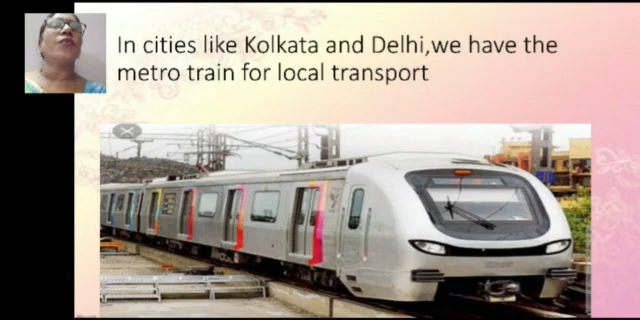 In cities like Kolkata and Delhi,we have the
metro train for local transport